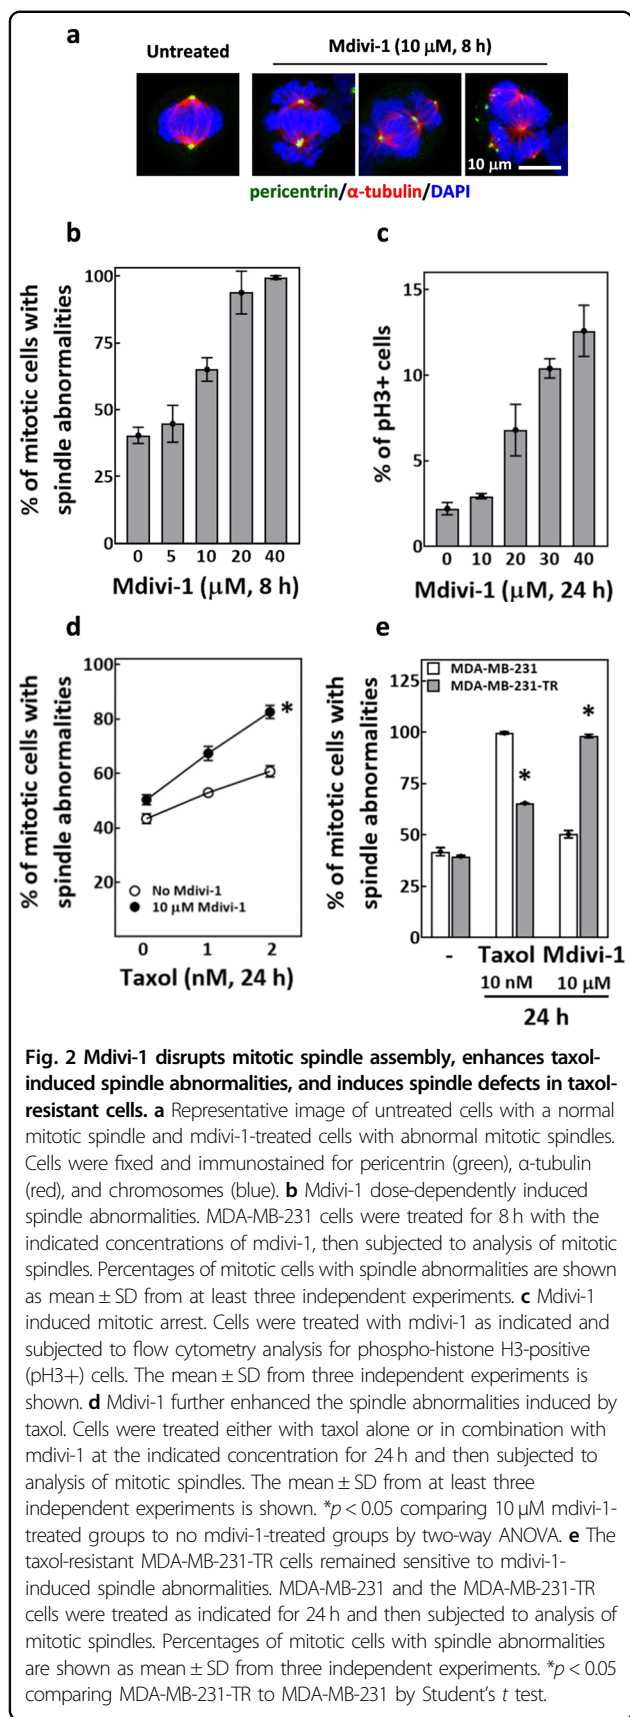 a
Untreated
Mdivi-1 (10 μM, 8 h)
10 μm
pericentrin/α-tubulin/DAPI
b
% of mitotic cells with
spindle abnormalities
100
75
50
25
0
0 5 10 20 40
Mdivi-1 (μM, 8 h)
c
% of pH3+ cells
15
10
5
0
0 10 20 30 40
Mdivi-1 (μM, 24 h)
d
% of mitotic cells with
spindle abnormalities
100
80
60
40
20
*
No Mdivi-1
10 μM Mdivi-1
0 1 2
Taxol (nM, 24 h)
e
% of mitotic cells with
spindle abnormalities
MDA-MB-231
MDA-MB-231-TR
125
100
75
50
25
0
*
*
- Taxol Mdivi-1
10 nM 10 μM
24 h
Fig. 2 Mdivi-1 disrupts mitotic spindle assembly, enhances taxol-
induced spindle abnormalities, and induces spindle defects in taxol-
resistant cells. a Representative image of untreated cells with a normal
mitotic spindle and mdivi-1-treated cells with abnormal mitotic spindles.
Cells were fixed and immunostained for pericentrin (green), α-tubulin
(red), and chromosomes (blue). b Mdivi-1 dose-dependently induced
spindle abnormalities. MDA-MB-231 cells were treated for 8 h with the
indicated concentrations of mdivi-1, then subjected to analysis of mitotic
spindles. Percentages of mitotic cells with spindle abnormalities are shown
as mean ± SD from at least three independent experiments. c Mdivi-1
induced mitotic arrest. Cells were treated with mdivi-1 as indicated and
subjected to flow cytometry analysis for phospho-histone H3-positive
(pH3+) cells. The mean ± SD from three independent experiments is
shown. d Mdivi-1 further enhanced the spindle abnormalities induced by
taxol. Cells were treated either with taxol alone or in combination with
mdivi-1 at the indicated concentration for 24 h and then subjected to
analysis of mitotic spindles. The mean ± SD from at least three
independent experiments is shown. *p < 0.05 comparing 10 μM mdivi-1-
treated groups to no mdivi-1-treated groups by two-way ANOVA. e The
taxol-resistant MDA-MB-231-TR cells remained sensitive to mdivi-1-
induced spindle abnormalities. MDA-MB-231 and the MDA-MB-231-TR
cells were treated as indicated for 24 h and then subjected to analysis of
mitotic spindles. Percentages of mitotic cells with spindle abnormalities
are shown as mean ± SD from three independent experiments. *p < 0.05
comparing MDA-MB-231-TR to MDA-MB-231 by Student's t test.